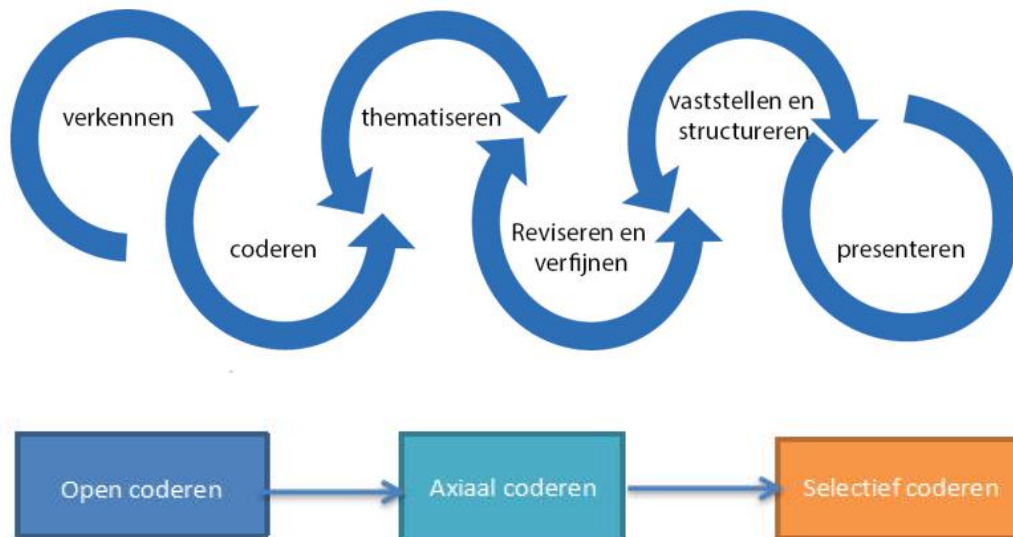 verkennen
coderen
thematiseren
Reviseren en
verfijnen
vaststellen en
structureren
presenteren
Open coderen
Axiaal coderen
Selectief coderen